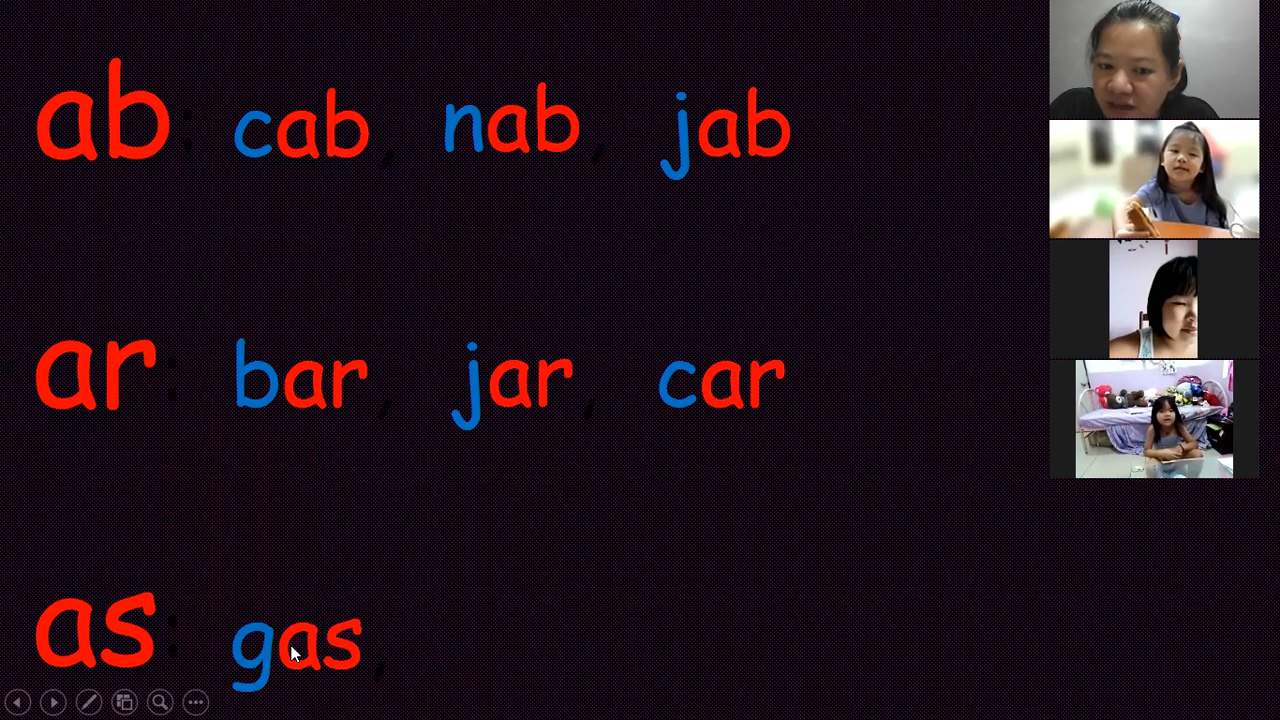 ab: cab, nab, jab
ar: bar, jar, car
as: gas,